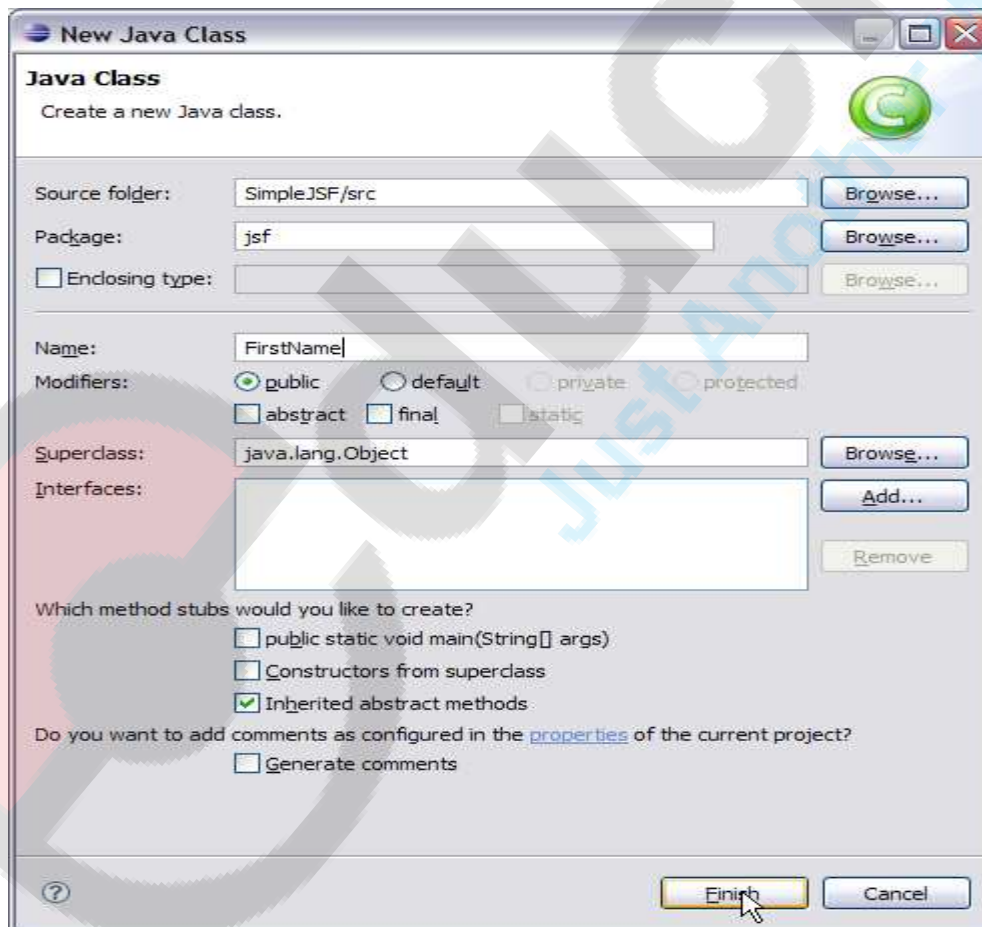 New Java Class
Java Class
Create a new Java class.
Source folder: SimpleJSF/src Browse...
Package: jsf Browse...
Enclosing type: Browse...
Name: FirstName
Modifiers: public default private protected
abstract final static
Superclass: java.lang.Object Browse...
Interfaces: Add...
Remove
Which method stubs would you like to create?
public static void main(String[] args)
Constructors from superclass
Inherited abstract methods
Do you want to add comments as configured in the properties of the current project?
Generate comments
? Finish Cancel
Just Another